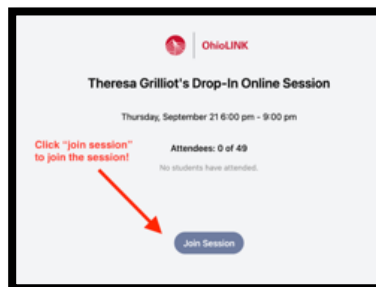 OhioLINK
Theresa Grilliot's Drop-In Online Session
Thursday, September 21 6:00 pm - 9:00 pm
Attendees: 0 of 49
Click "join session"
to join the session!
No students have attended.
Join Session